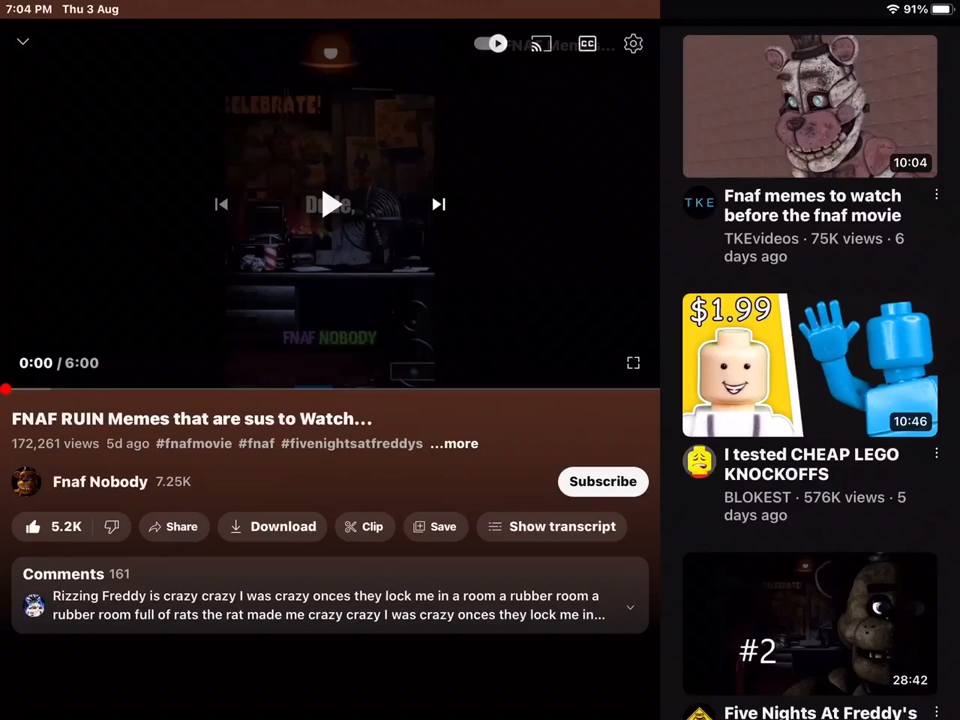 7:04 PM Thu 3 Aug
91%
FNAF Mem...
CC
CELEBRATE!
FNAF NOBODY
0:00 / 6:00
FNAF RUIN Memes that are sus to Watch...
172,261 views 5d ago #fnafmovie #fnaf #fivenightsatfreddys ...more
Fnaf Nobody 7.25K
Subscribe
5.2K
Share
Download
Clip
Save
Show transcript
Comments 161
Rizzing Freddy is crazy crazy I was crazy onces they lock me in a room a rubber room a
rubber room full of rats the rat made me crazy crazy I was crazy onces they lock me in...
10:04
TKE
Fnaf memes to watch
before the fnaf movie
TKEvideos · 75K views · 6
days ago
$1.99
10:46
I tested CHEAP LEGO
KNOCKOFFS
BLOKEST · 576K views · 5
days ago
#2
28:42
Five Nights At Freddy's